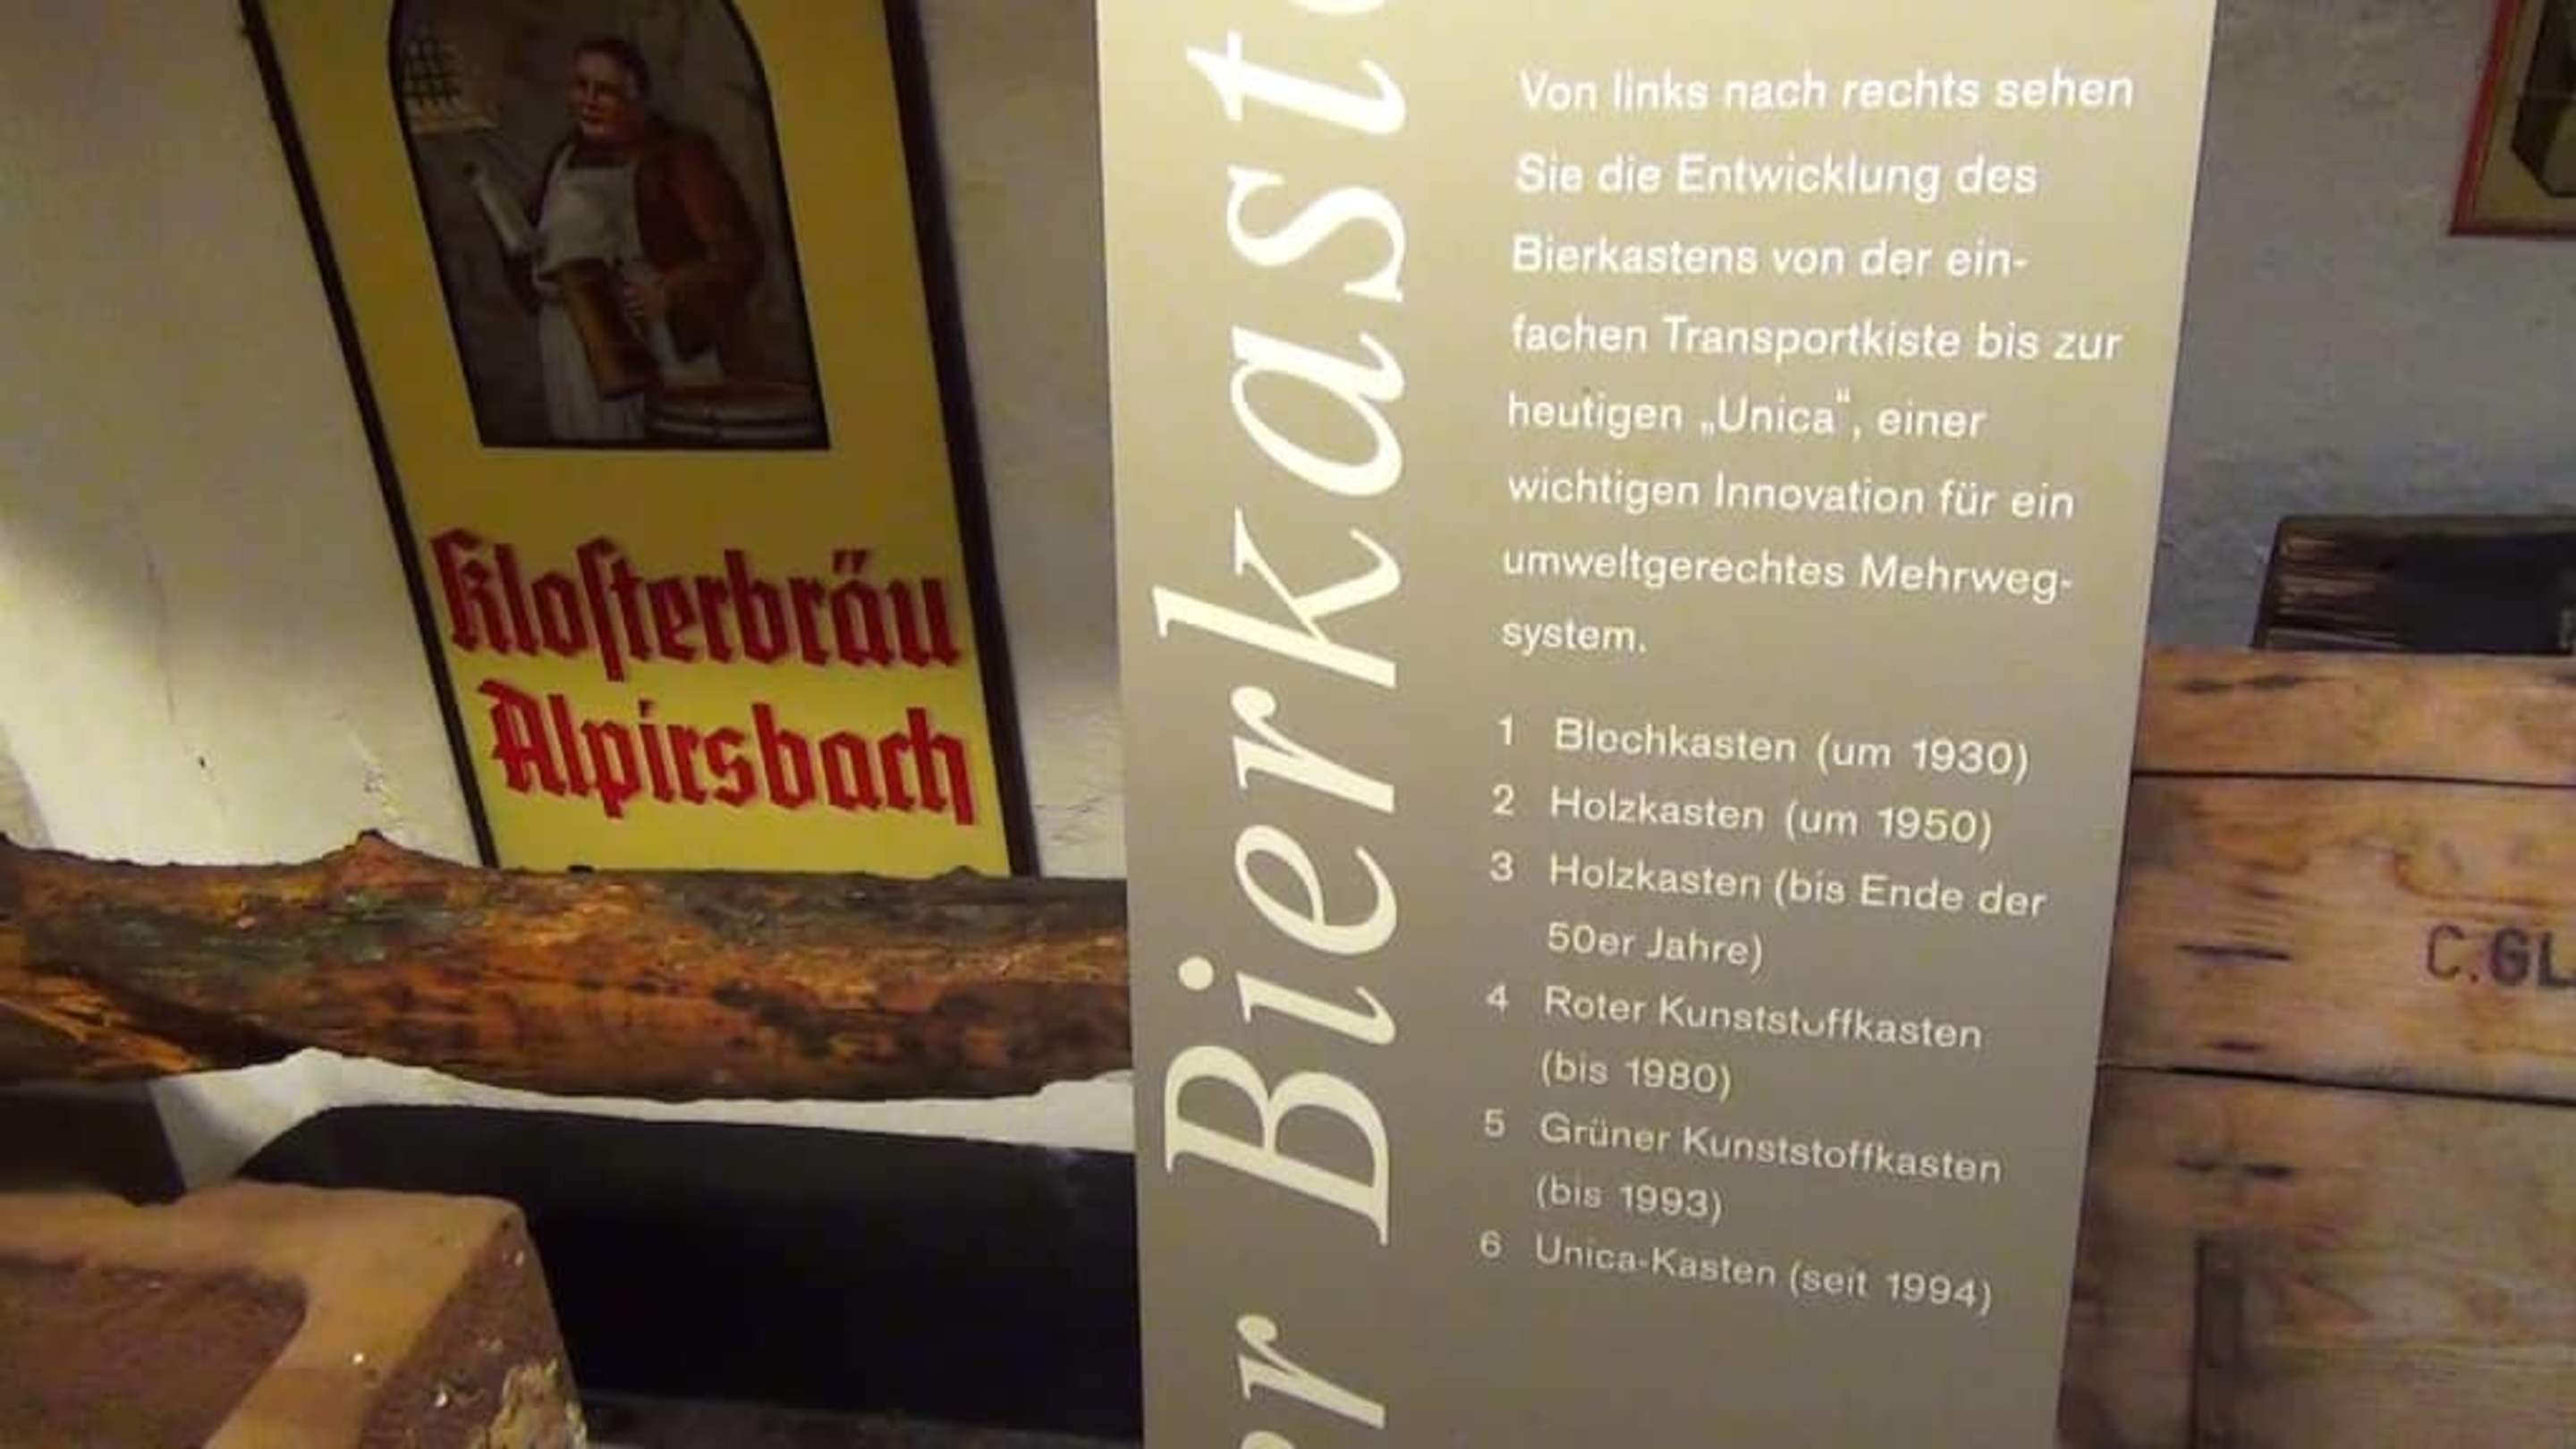 Klosterbräu
Alpirsbach
er Bierkaste
Von links nach rechts sehen
Sie die Entwicklung des
Bierkastens von der ein-
fachen Transportkiste bis zur
heutigen „Unica“, einer
wichtigen Innovation für ein
umweltgerechtes Mehrweg-
system.
1 Blechkasten (um 1930)
2 Holzkasten (um 1950)
3 Holzkasten (bis Ende der
50er Jahre)
4 Roter Kunststoffkasten
(bis 1980)
5 Grüner Kunststoffkasten
(bis 1993)
6 Unica-Kasten (seit 1994)
C.GL